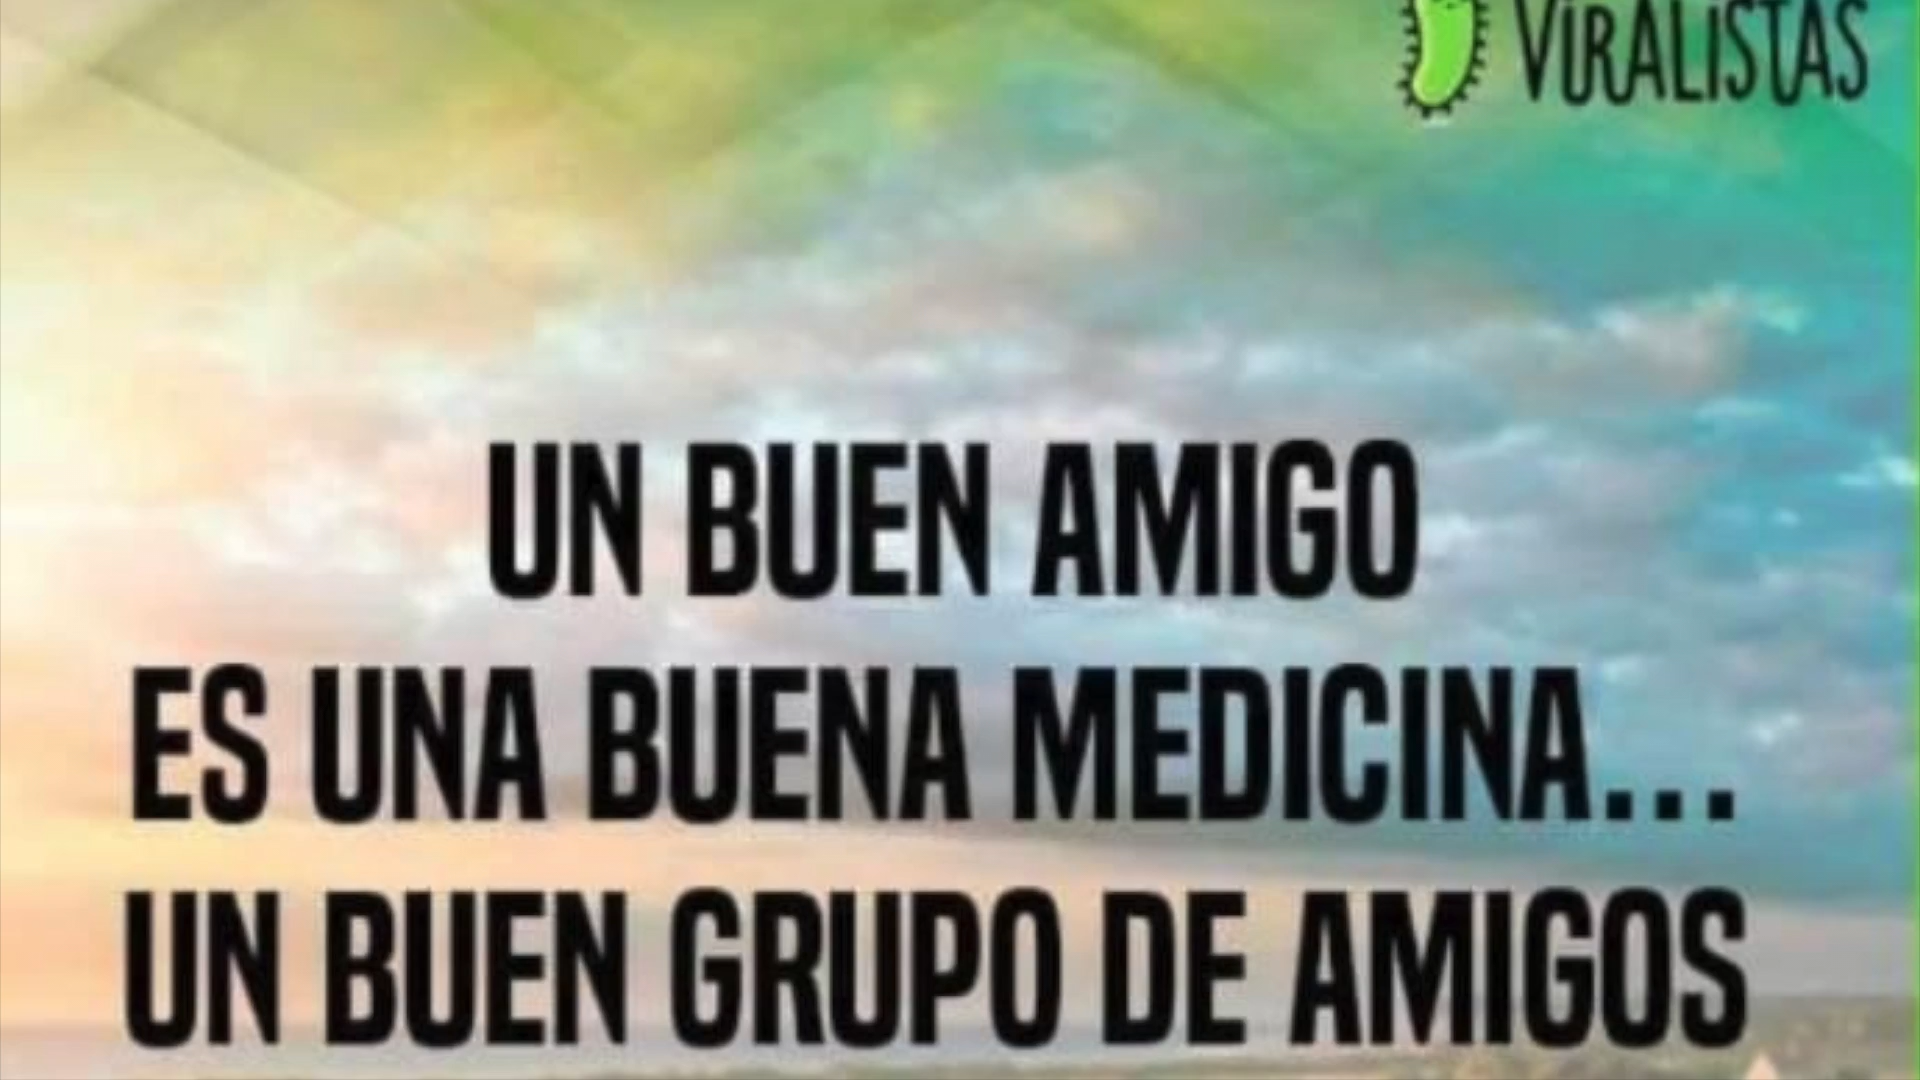 ViRALiSTAS
UN BUEN AMIGO
ES UNA BUENA MEDICINA...
UN BUEN GRUPO DE AMIGOS